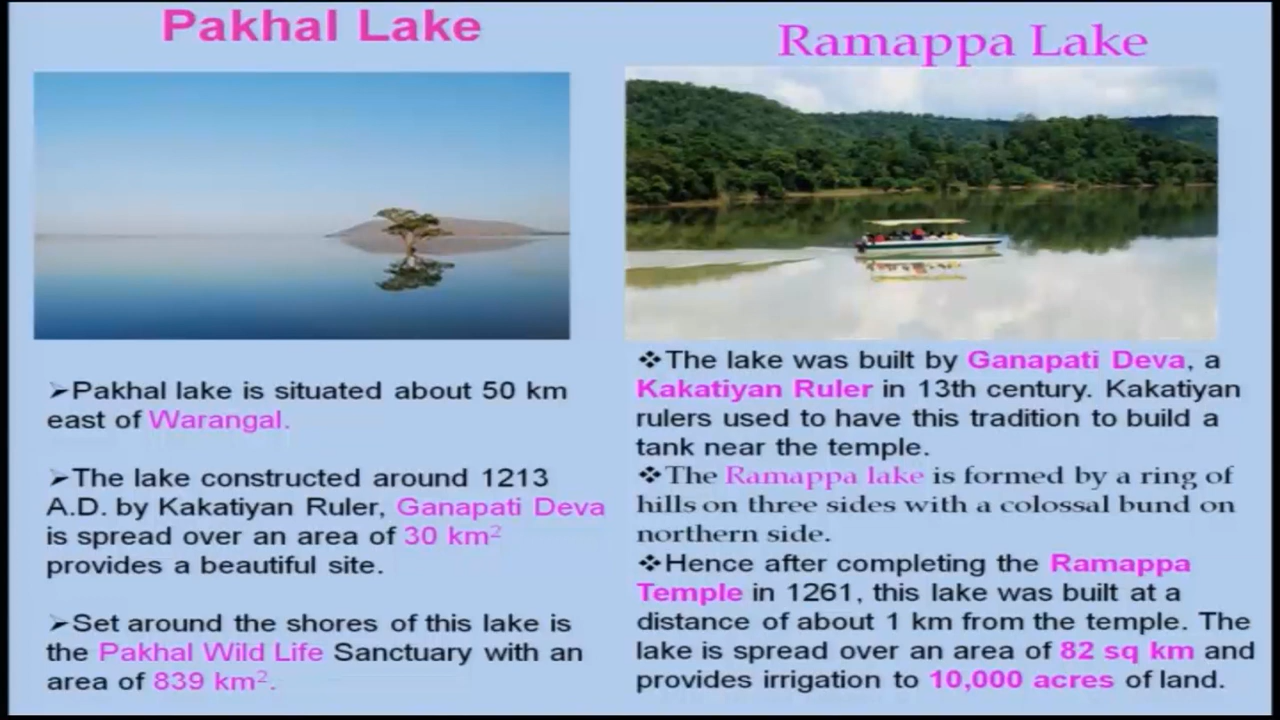 Pakhal Lake
➢Pakhal lake is situated about 50 km
east of Warangal.
➢The lake constructed around 1213
A.D. by Kakatiyan Ruler, Ganapati Deva
is spread over an area of 30 km²
provides a beautiful site.
➢Set around the shores of this lake is
the Pakhal Wild Life Sanctuary with an
area of 839 km².
Ramappa Lake
❖The lake was built by Ganapati Deva, a
Kakatiyan Ruler in 13th century. Kakatiyan
rulers used to have this tradition to build a
tank near the temple.
❖The Ramappa lake is formed by a ring of
hills on three sides with a colossal bund on
northern side.
❖Hence after completing the Ramappa
Temple in 1261, this lake was built at a
distance of about 1 km from the temple. The
lake is spread over an area of 82 sq km and
provides irrigation to 10,000 acres of land.